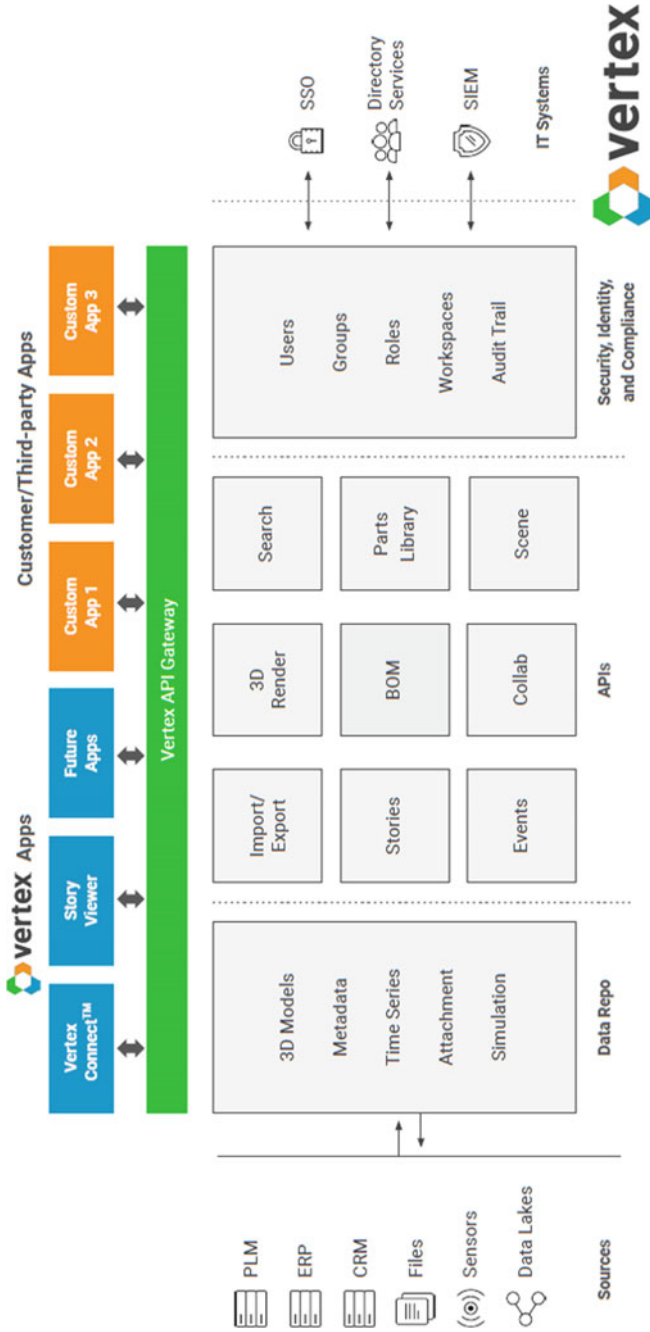 vertex Apps
Customer/Third-party Apps
Vertex
Connect™
Story
Viewer
Future
Apps
Custom
App 1
Custom
App 2
Custom
App 3
Vertex API Gateway
PLM
ERP
CRM
Files
Sensors
Data Lakes
Sources
3D Models
Metadata
Time Series
Attachment
Simulation
Data Repo
Import/
Export
3D
Render
Search
Stories
BOM
Parts
Library
Events
Collab
Scene
APIs
Users
Groups
Roles
Workspaces
Audit Trail
Security, Identity,
and Compliance
SSO
Directory
Services
SIEM
IT Systems
vertex